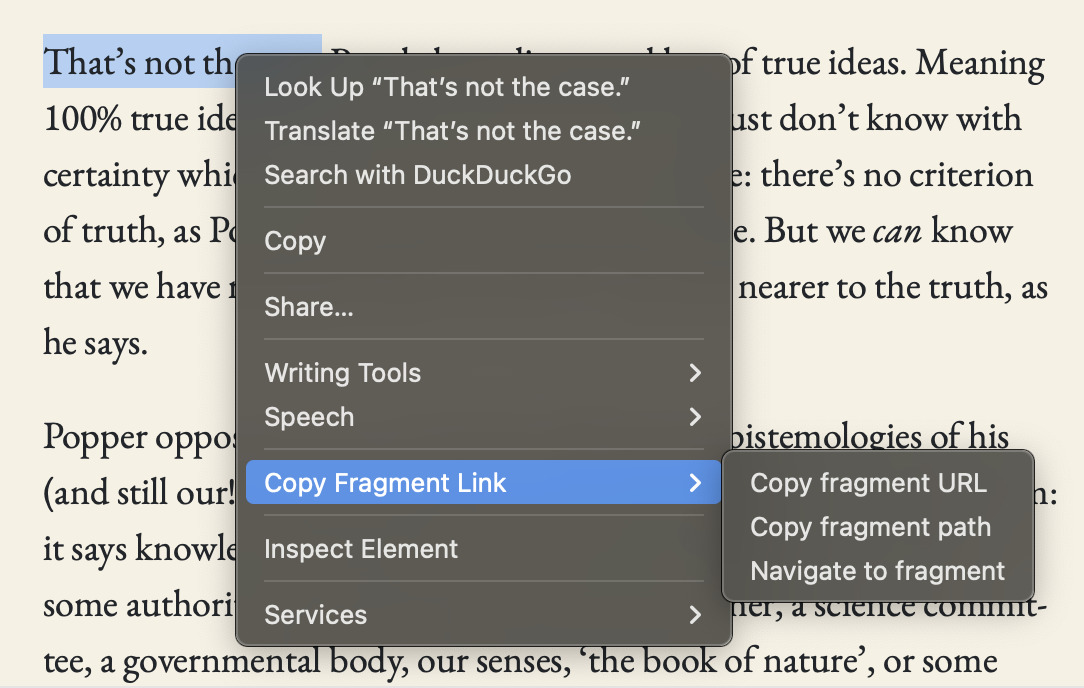 That’s not th
of true ideas. Meaning
100% true ide
ust don’t know with
certainty whic
e: there’s no criterion
of truth, as Po
e. But we can know
that we have
nearer to the truth, as
he says.
Popper oppos
pistemologies of his
(and still our!
n:
it says knowle
some authorit
her, a science commit-
tee, a governmental body, our senses, ‘the book of nature’, or some
Look Up “That’s not the case.”
Translate “That’s not the case.”
Search with DuckDuckGo
Copy
Share...
Writing Tools
Speech
Copy Fragment Link
Inspect Element
Services
Copy fragment URL
Copy fragment path
Navigate to fragment